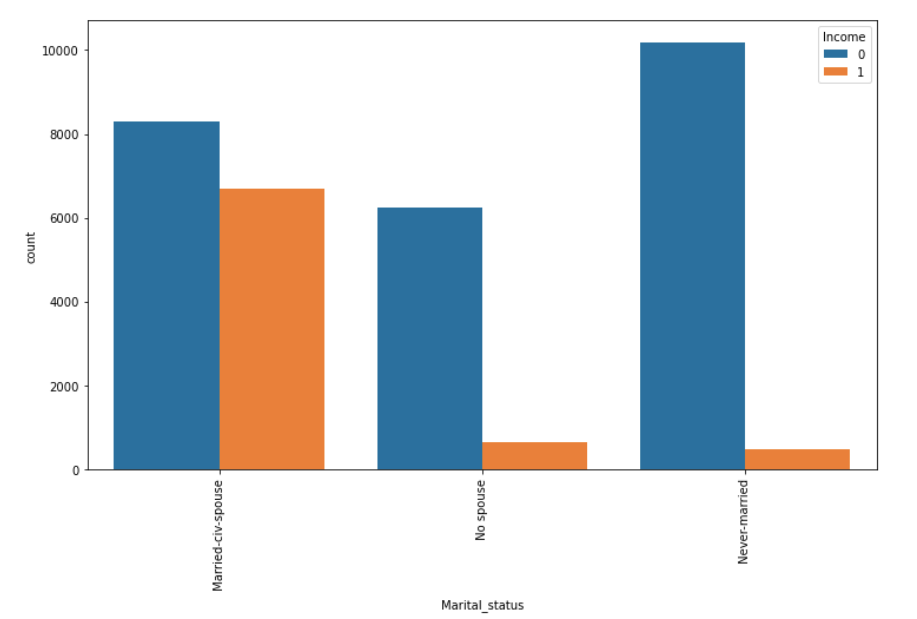 Income
0
1
10000
8000
6000
4000
2000
0
count
Married-civ-spouse
No spouse
Never-married
Marital_status